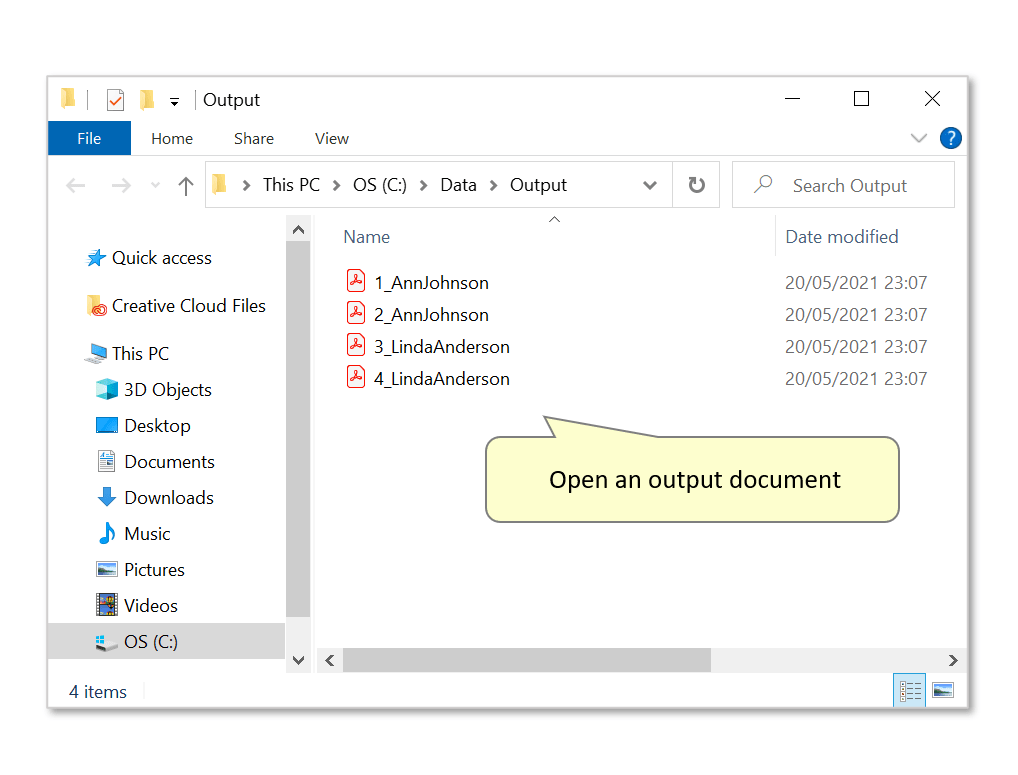 Output
File Home Share View
?
This PC OS (C:) Data Output
Search Output
Name Date modified
Quick access
Creative Cloud Files
This PC
3D Objects
Desktop
Documents
Downloads
Music
Pictures
Videos
OS (C:)
1_AnnJohnson 20/05/2021 23:07
2_AnnJohnson 20/05/2021 23:07
3_LindaAnderson 20/05/2021 23:07
4_LindaAnderson 20/05/2021 23:07
Open an output document
4 items